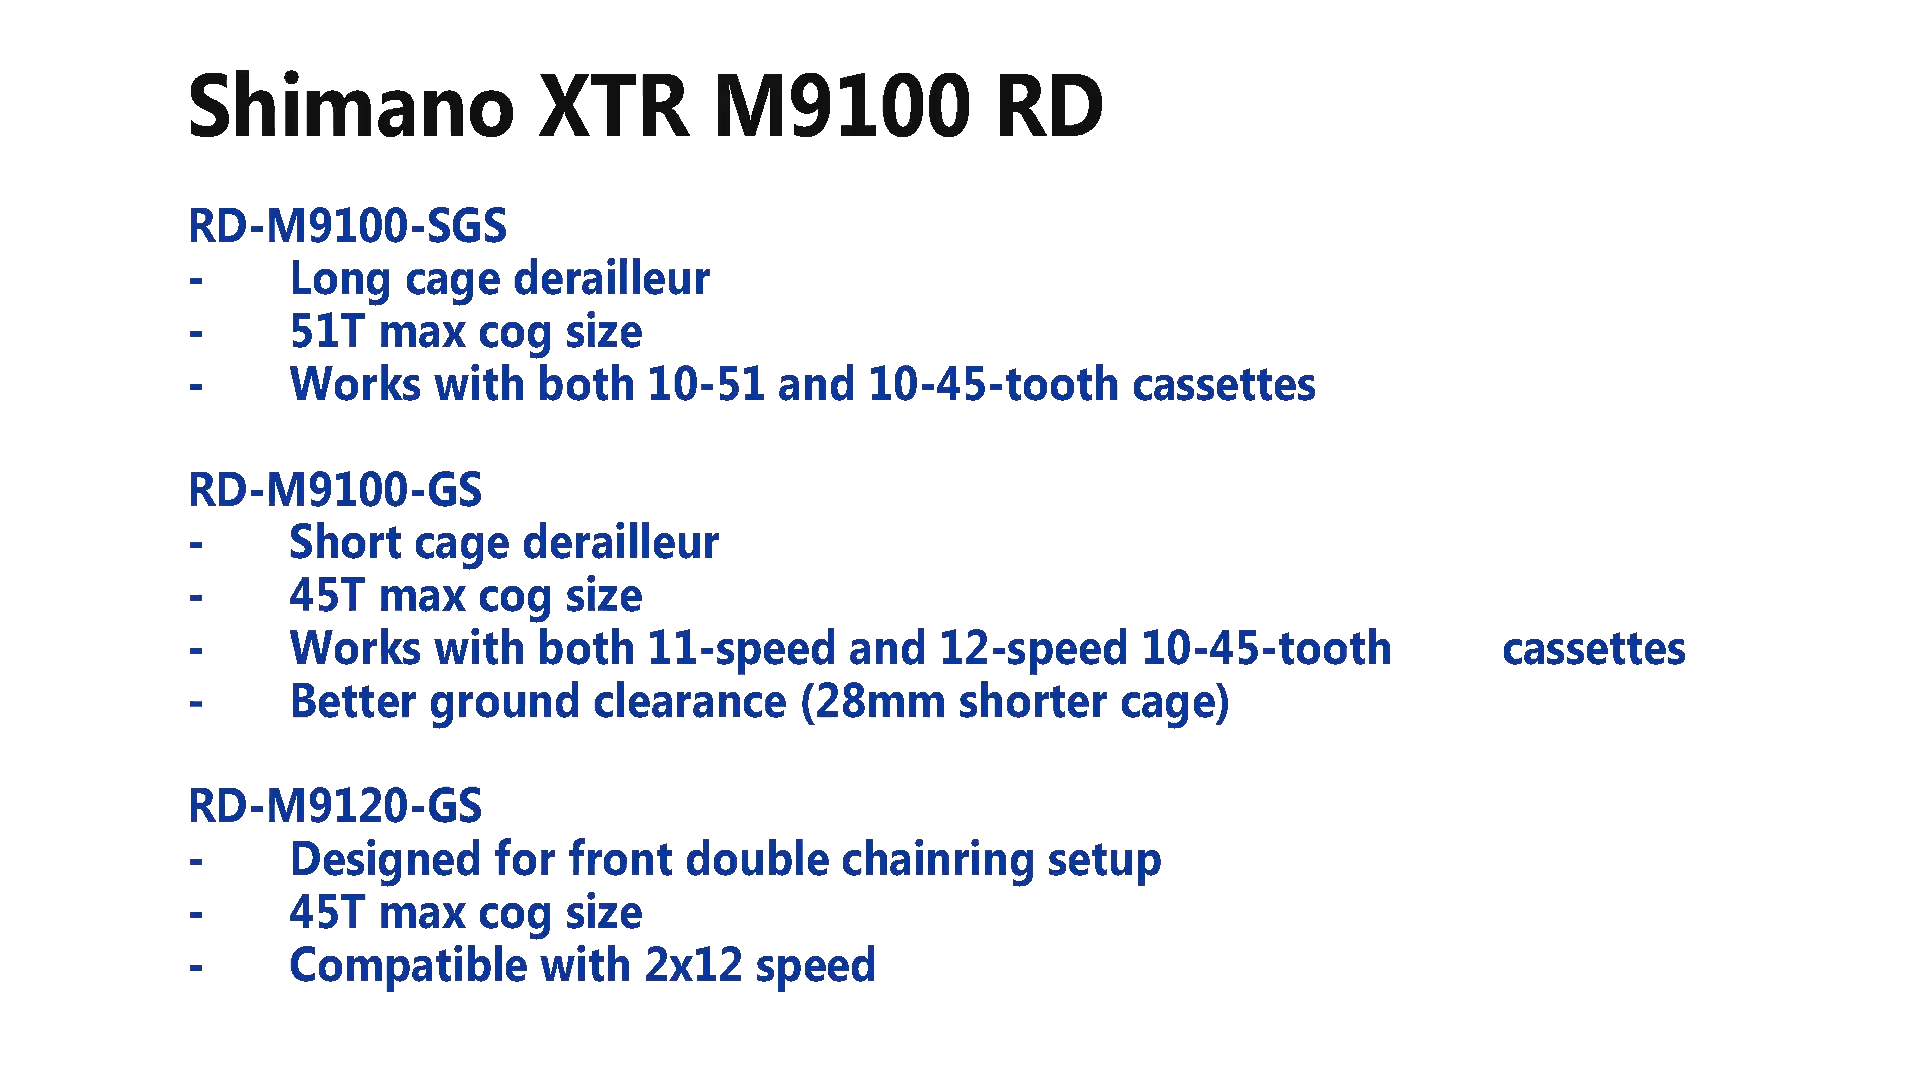 Shimano XTR M9100 RD
RD-M9100-SGS
- Long cage derailleur
- 51T max cog size
- Works with both 10-51 and 10-45-tooth cassettes
RD-M9100-GS
- Short cage derailleur
- 45T max cog size
- Works with both 11-speed and 12-speed 10-45-tooth cassettes
- Better ground clearance (28mm shorter cage)
RD-M9120-GS
- Designed for front double chainring setup
- 45T max cog size
- Compatible with 2x12 speed